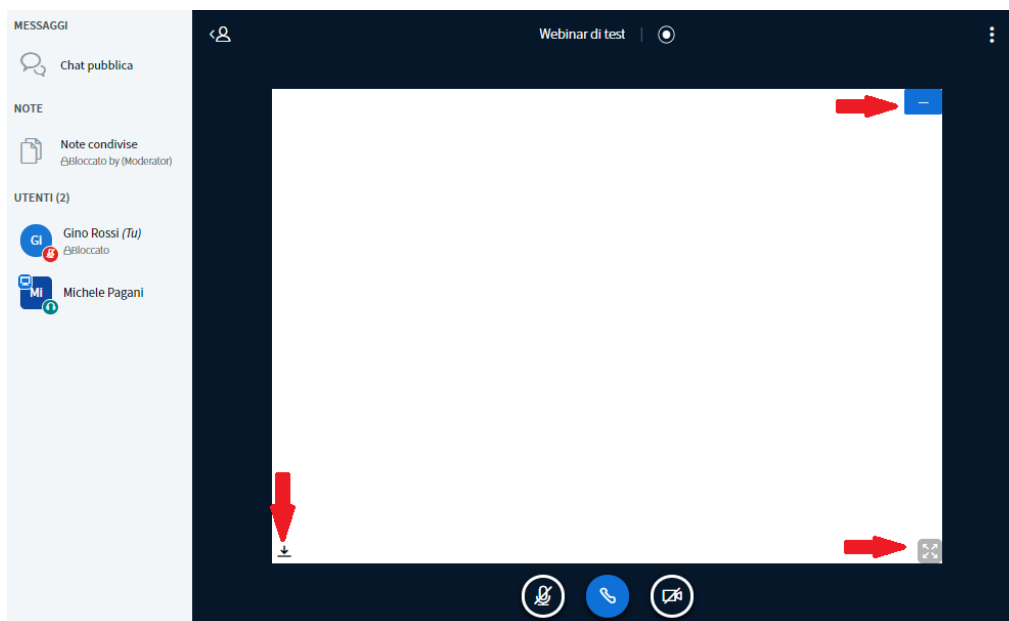 MESSAGGI
Chat pubblica
NOTE
Note condivise
Bloccato by (Moderator)
UTENTI (2)
GI
Gino Rossi (Tu)
Bloccato
Mi
Michele Pagani
Webinar di test